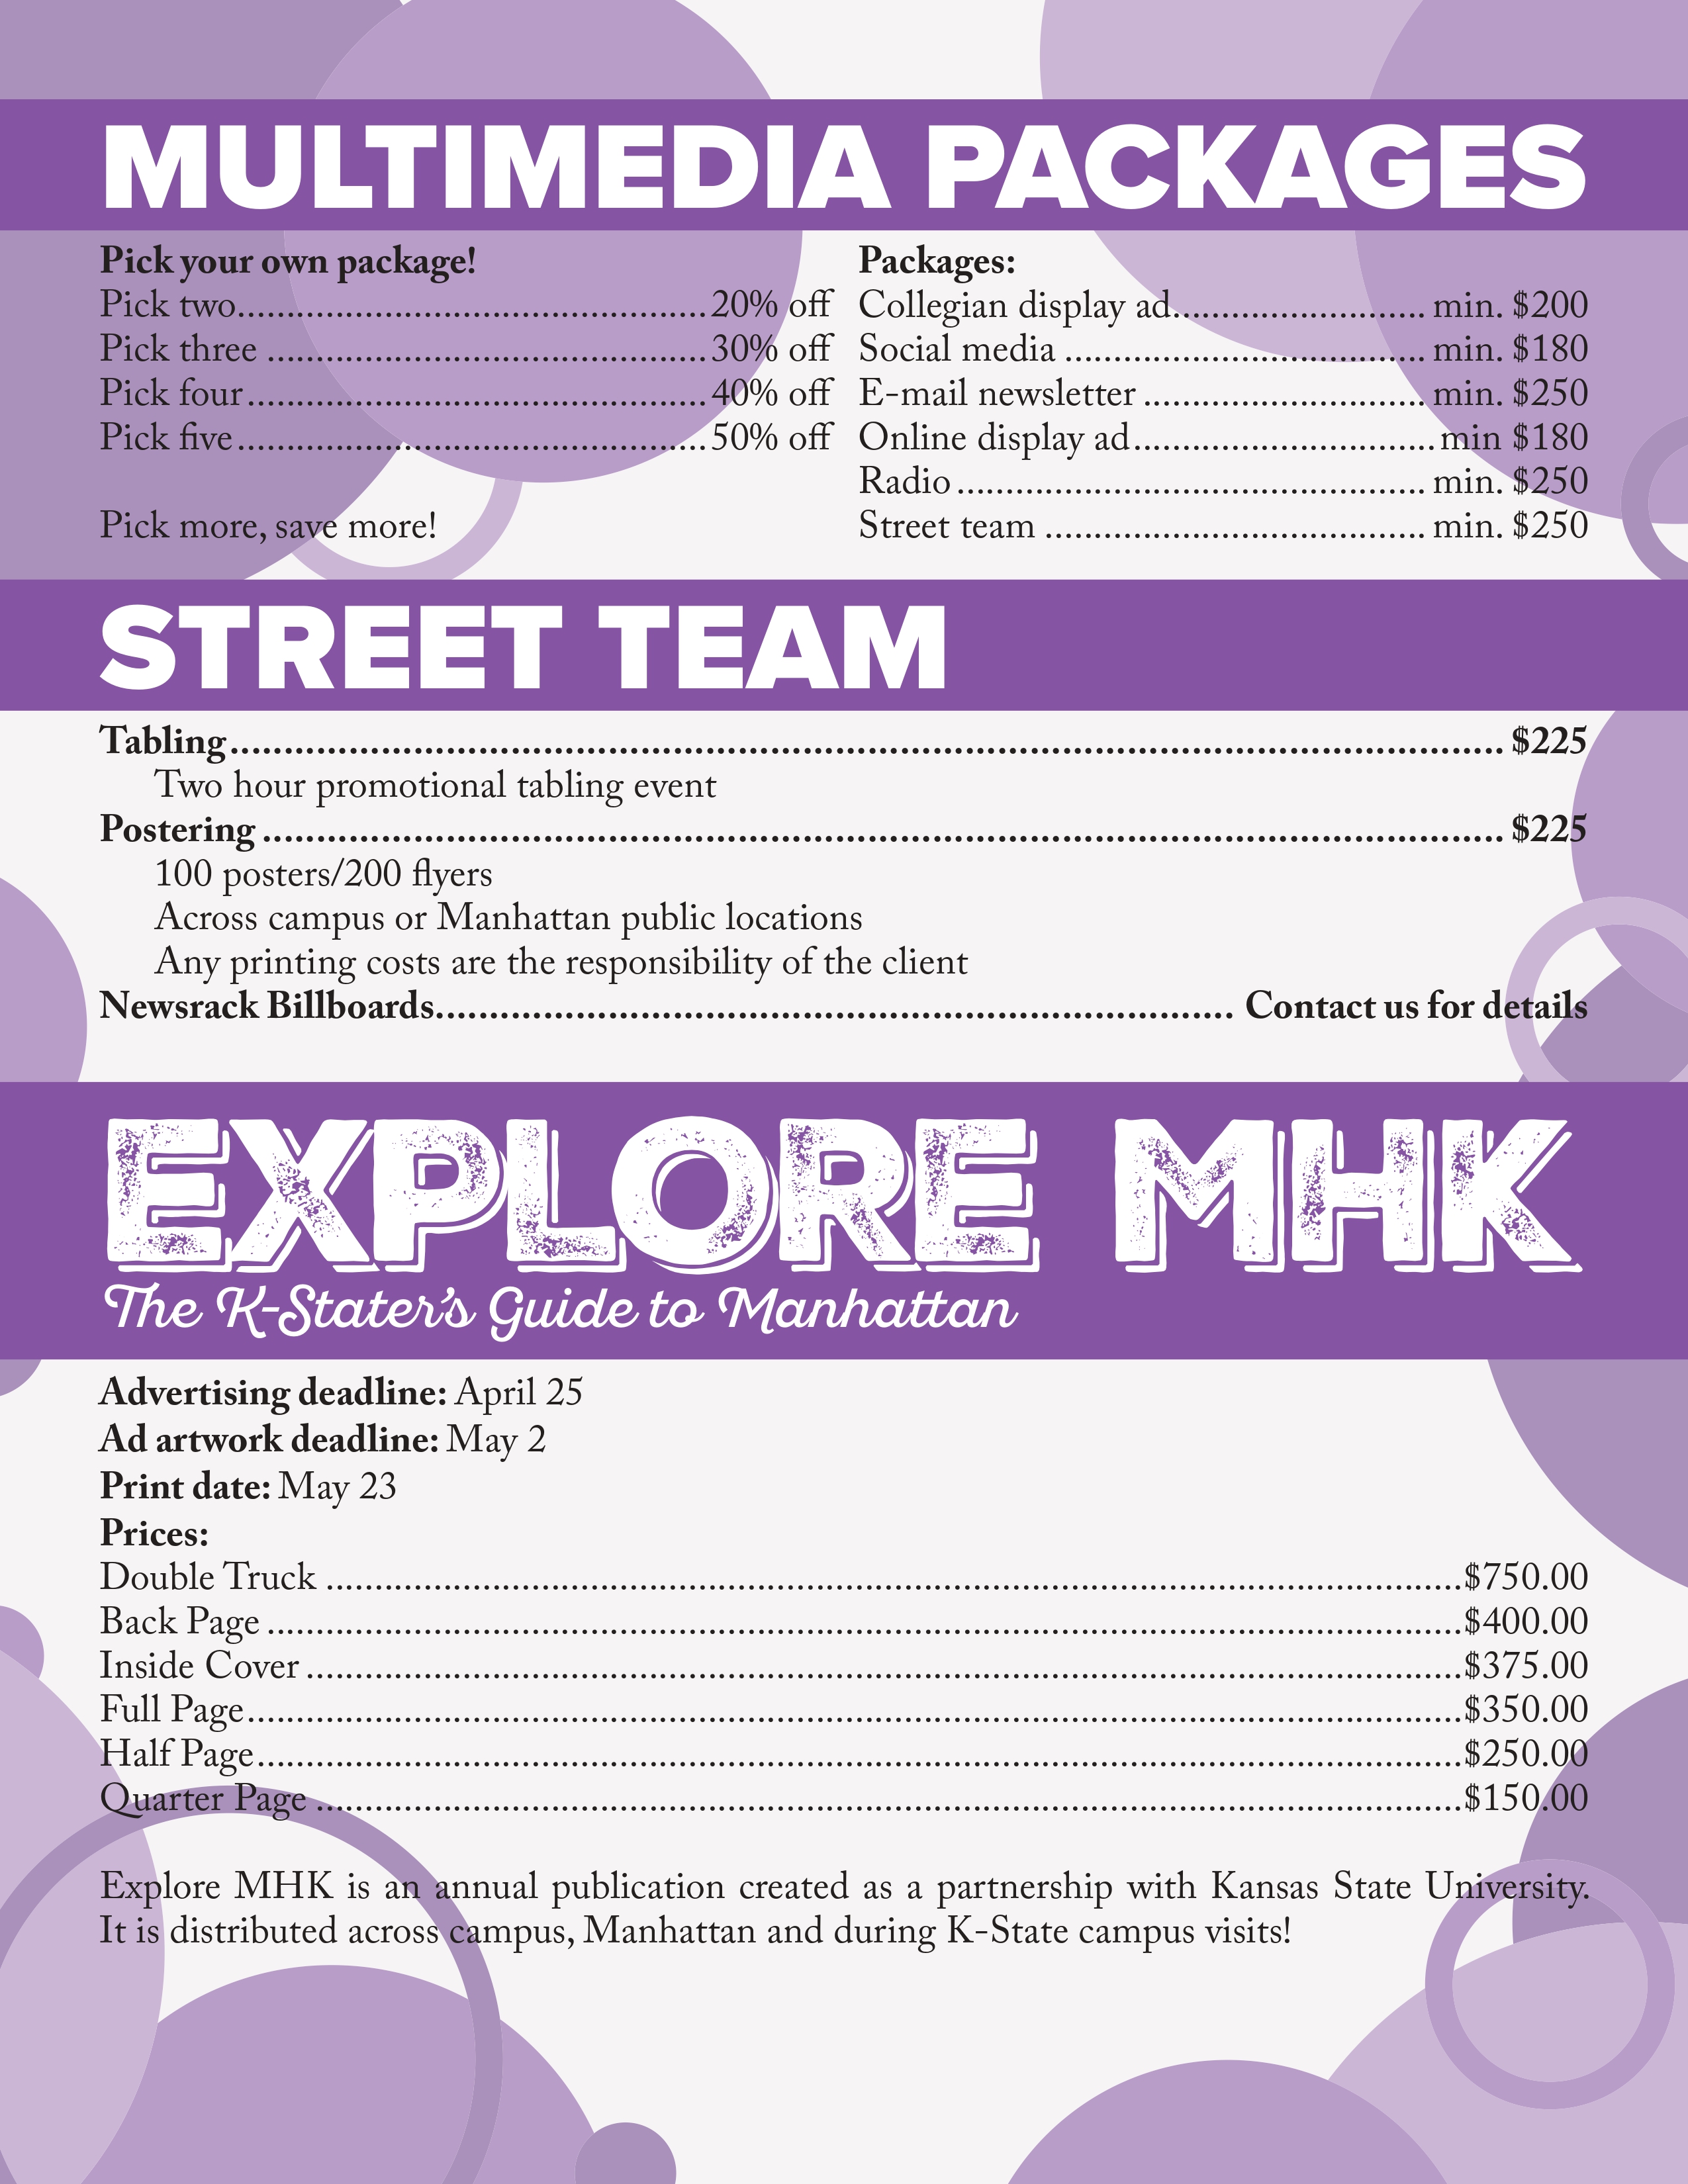 MULTIMEDIA PACKAGES
Pick your own package!
Pick two............................................20% off
Pick three .........................................30% off
Pick four...........................................40% off
Pick five............................................50% off
Pick more, save more!
Packages:
Collegian display ad........................ min. $200
Social media .................................. min. $180
E-mail newsletter ........................... min. $250
Online display ad............................ min $180
Radio............................................ min. $250
Street team .................................... min. $250
STREET TEAM
Tabling........................................................................ $225
Two hour promotional tabling event
Postering ..................................................................... $225
100 posters/200 flyers
Across campus or Manhattan public locations
Any printing costs are the responsibility of the client
Newsrack Billboards.................................................. Contact us for details
EXPLORE MHK
The K-Stater's Guide to Manhattan
Advertising deadline: April 25
Ad artwork deadline: May 2
Print date: May 23
Prices:
Double Truck ................................................................$750.00
Back Page ....................................................................$400.00
Inside Cover .................................................................$375.00
Full Page......................................................................$350.00
Half Page.....................................................................$250.00
Quarter Page ................................................................$150.00
Explore MHK is an annual publication created as a partnership with Kansas State University.
It is distributed across campus, Manhattan and during K-State campus visits!